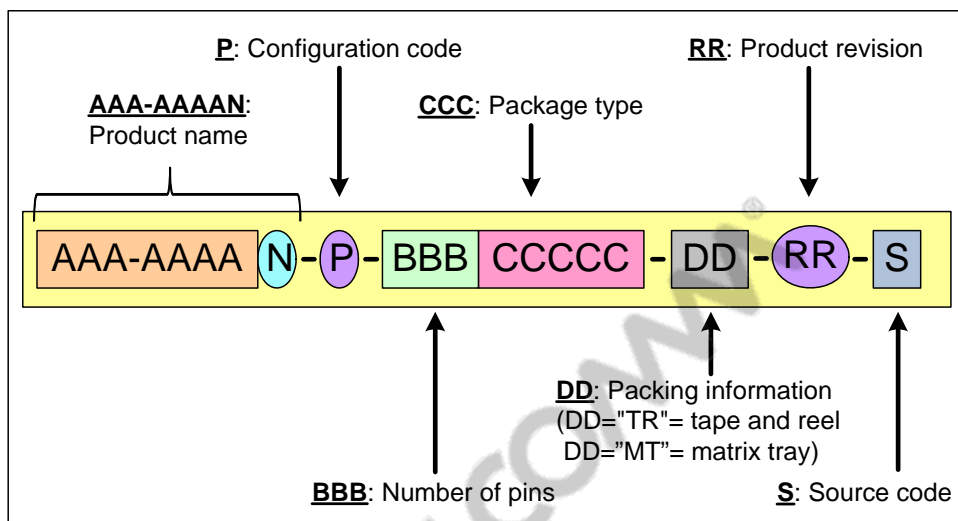 P: Configuration code
RR: Product revision
AAA-AAAAN:
Product name
CCC: Package type
AAA-AAAA N – P – BBB CCCCC – DD – RR – S
DD: Packing information
(DD="TR"= tape and reel
DD=”MT”= matrix tray)
BBB: Number of pins
S: Source code
COMM®